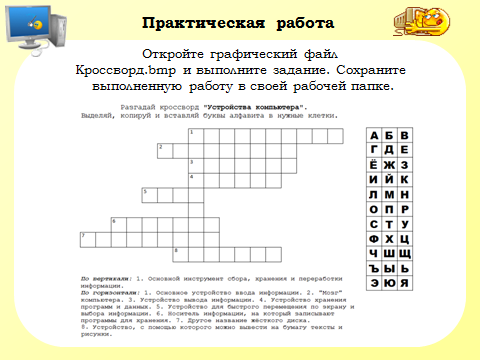 Практическая работа
Откройте графический файл
Кроссворд.bmp и выполните задание. Сохраните
выполненную работу в своей рабочей папке.
Разгадай кроссворд "Устройства компьютера".
Выделяй, копируй и вставляй буквы алфавита в нужные клетки.
1
2
3
4
5
6
7
8
А Б В
Г Д Е
Ё Ж З
И Й К
Л М Н
О П Р
С Т У
Ф Х Ц
Ч Ш Щ
Ъ Ы Ь
Э Ю Я
По вертикали: 1. Основной инструмент сбора, хранения и переработки
информации.
По горизонтали: 1. Основное устройство ввода информации. 2. "Мозг"
компьютера. 3. Устройство вывода информации. 4. Устройство хранения
программ и данных. 5. Устройство для быстрого перемещения по экрану и
выбора информации. 6. Носитель информации, на который записывают
программы для хранения. 7. Другое название жёсткого диска.
8. Устройство, с помощью которого можно вывести на бумагу тексты и
рисунки.